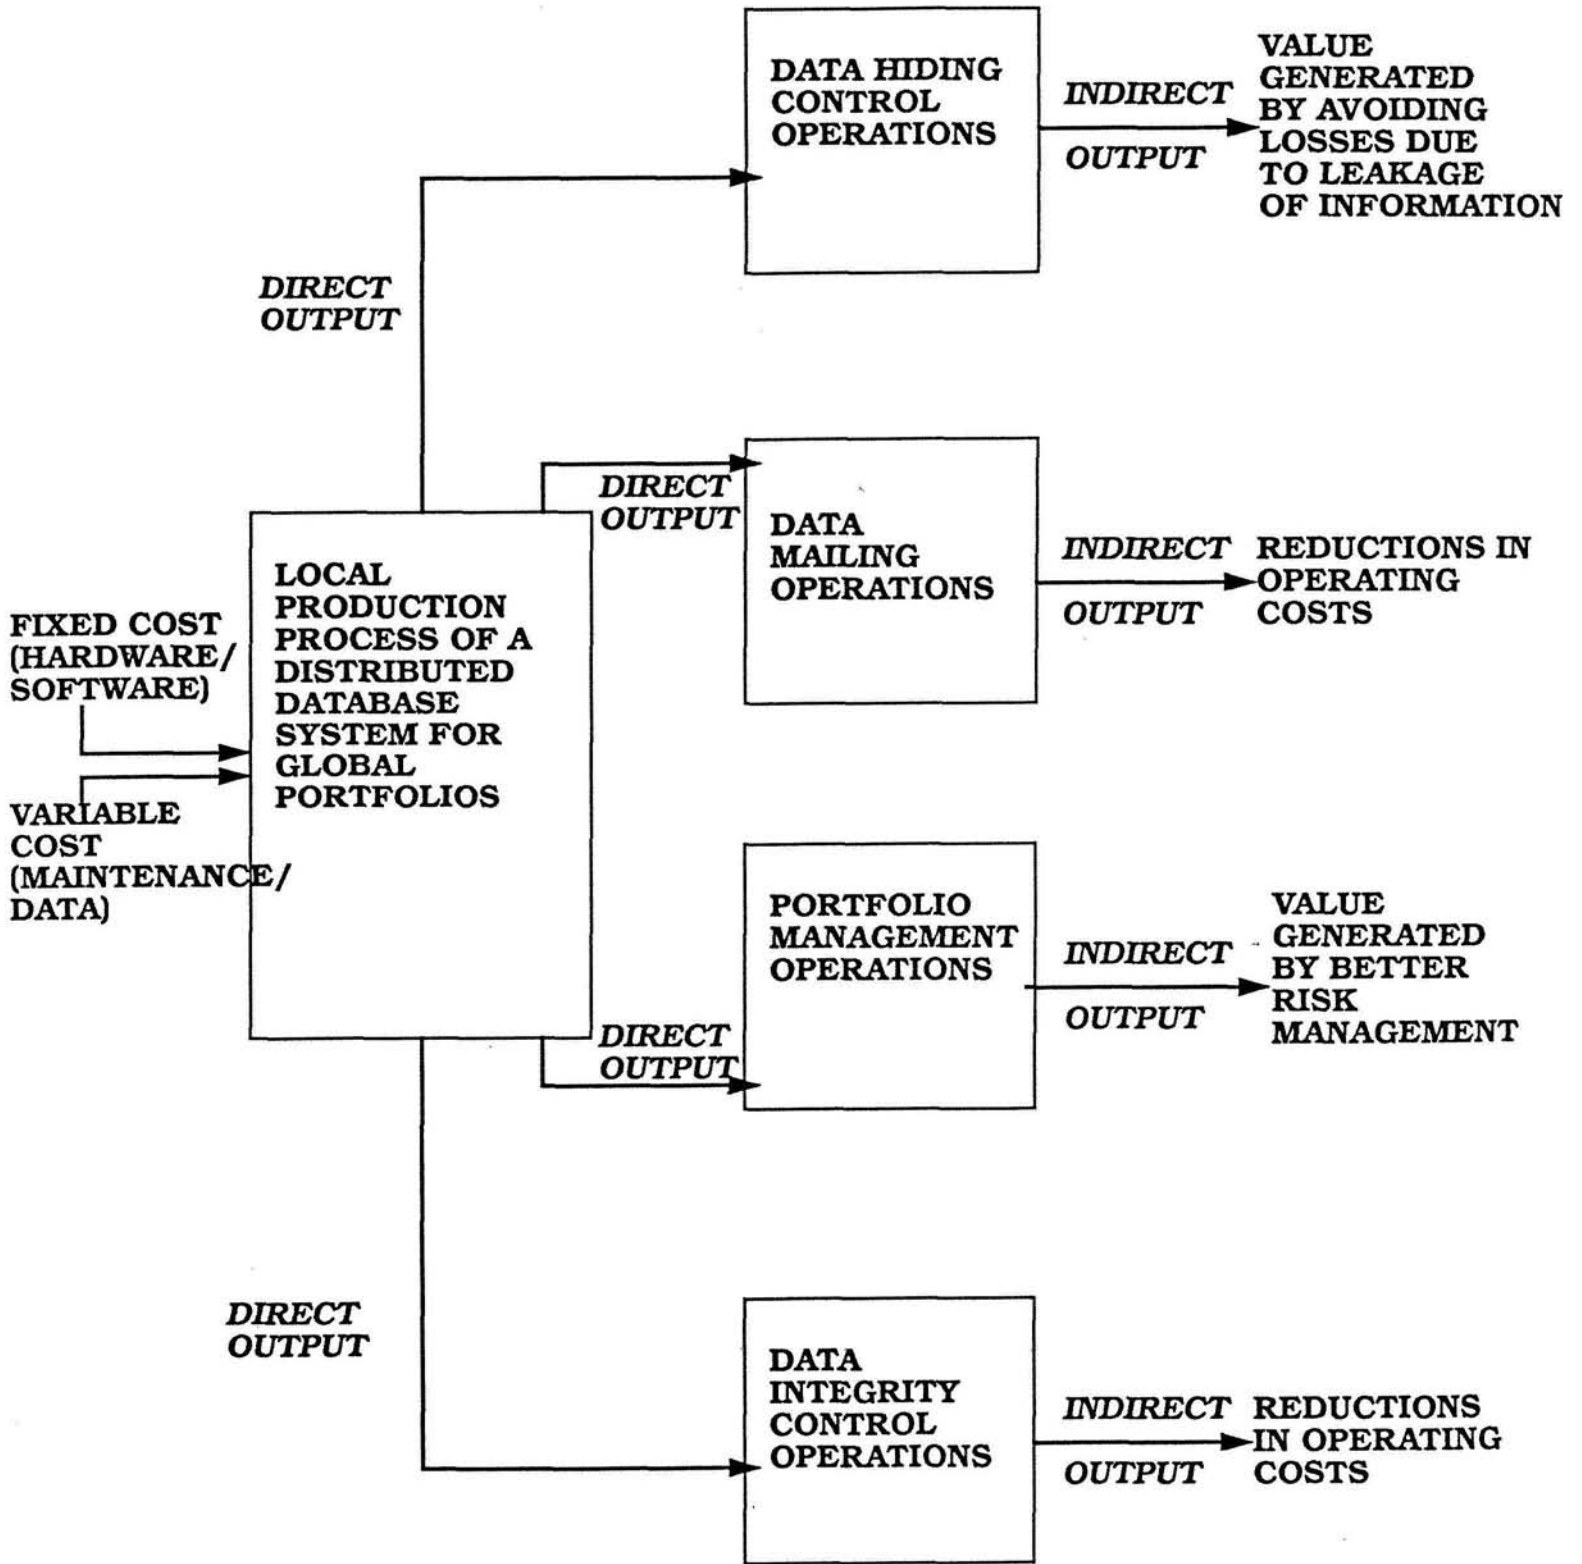 DATA HIDING
CONTROL
OPERATIONS
INDIRECT
OUTPUT
VALUE
GENERATED
BY AVOIDING
LOSSES DUE
TO LEAKAGE
OF INFORMATION
DIRECT
OUTPUT
DIRECT
OUTPUT
DATA
MAILING
OPERATIONS
INDIRECT
OUTPUT
REDUCTIONS IN
OPERATING
COSTS
FIXED COST
(HARDWARE/
SOFTWARE)
VARIABLE
COST
(MAINTENANCE/
DATA)
LOCAL
PRODUCTION
PROCESS OF A
DISTRIBUTED
DATABASE
SYSTEM FOR
GLOBAL
PORTFOLIOS
DIRECT
OUTPUT
PORTFOLIO
MANAGEMENT
OPERATIONS
INDIRECT
OUTPUT
VALUE
GENERATED
BY BETTER
RISK
MANAGEMENT
DIRECT
OUTPUT
DATA
INTEGRITY
CONTROL
OPERATIONS
INDIRECT
OUTPUT
REDUCTIONS
IN OPERATING
COSTS